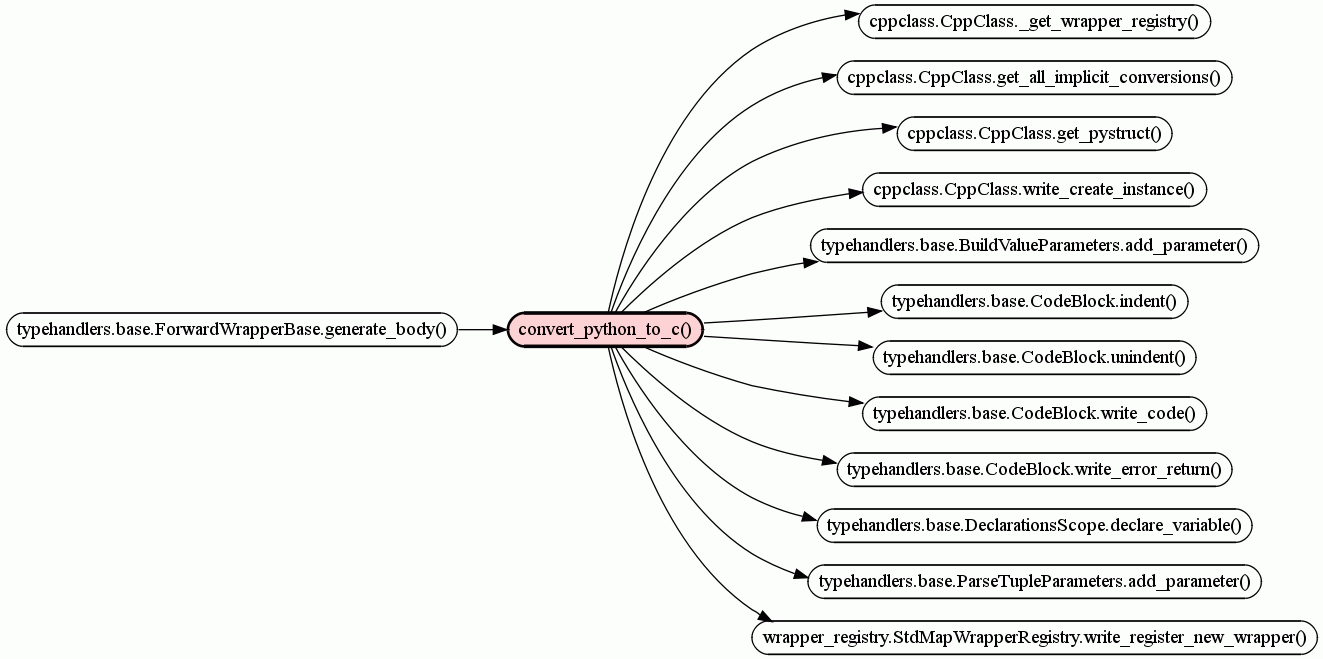 cppclass.CppClass._get_wrapper_registry()
cppclass.CppClass.get_all_implicit_conversions()
cppclass.CppClass.get_pystruct()
cppclass.CppClass.write_create_instance()
typehandlers.base.BuildValueParameters.add_parameter()
typehandlers.base.CodeBlock.indent()
typehandlers.base.ForwardWrapperBase.generate_body()
convert_python_to_c()
typehandlers.base.CodeBlock.unindent()
typehandlers.base.CodeBlock.write_code()
typehandlers.base.CodeBlock.write_error_return()
typehandlers.base.DeclarationsScope.declare_variable()
typehandlers.base.ParseTupleParameters.add_parameter()
wrapper_registry.StdMapWrapperRegistry.write_register_new_wrapper()